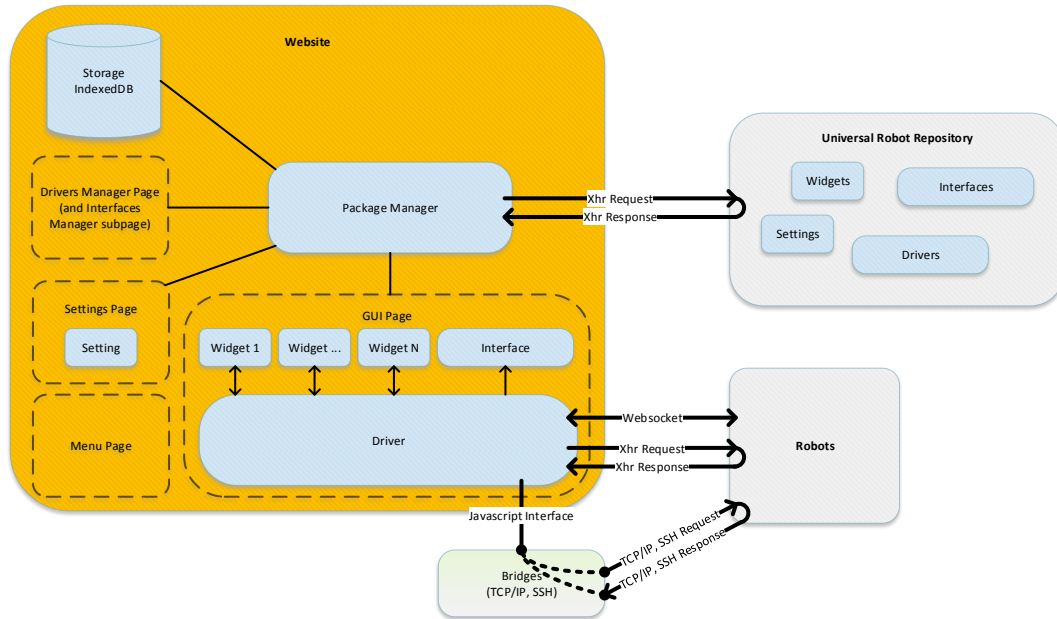 Website
Storage
IndexedDB
Drivers Manager Page
(and Interfaces
Manager subpage)
Package Manager
Xhr Request
Xhr Response
Universal Robot Repository
Widgets
Interfaces
Settings
Drivers
Settings Page
Setting
GUI Page
Widget 1
Widget ...
Widget N
Interface
Menu Page
Driver
Websocket
Xhr Request
Xhr Response
Robots
Javascript Interface
TCP/IP, SSH Request
TCP/IP, SSH Response
Bridges
(TCP/IP, SSH)